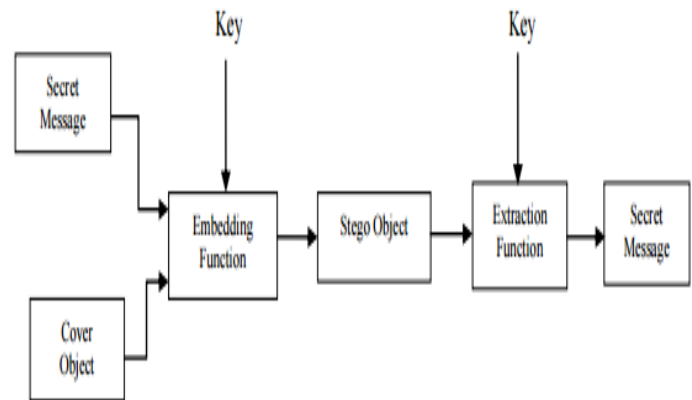 Key
Key
Secret
Message
Embedding
Function
Stego Object
Extraction
Function
Secret
Message
Cover
Object